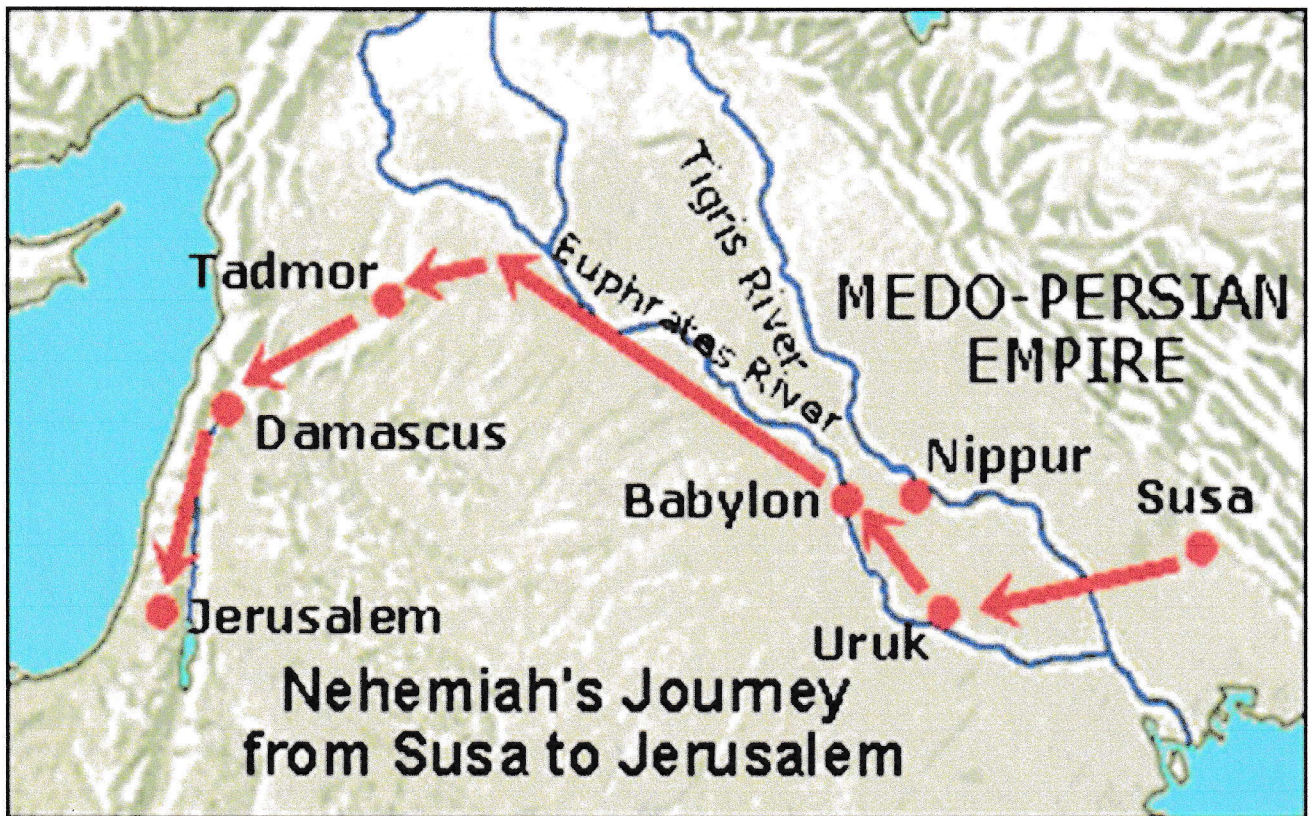 Tigris River
Tadmor
Euphrates River
MEDO-PERSIAN
EMPIRE
Damascus
Nippur
Babylon
Susa
Jerusalem
Uruk
Nehemiah's Journey
from Susa to Jerusalem